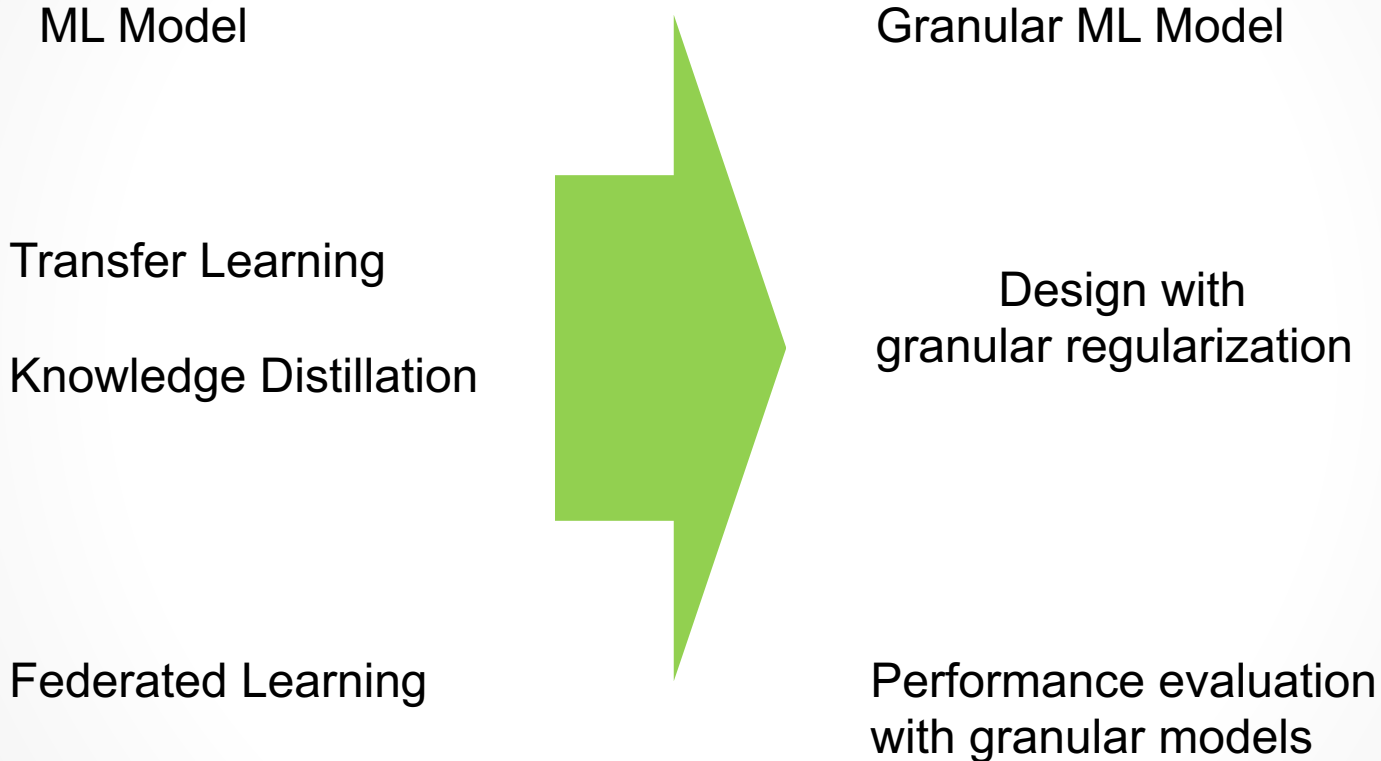 ML Model
Granular ML Model
Transfer Learning
Knowledge Distillation
Design with
granular regularization
Federated Learning
Performance evaluation
with granular models